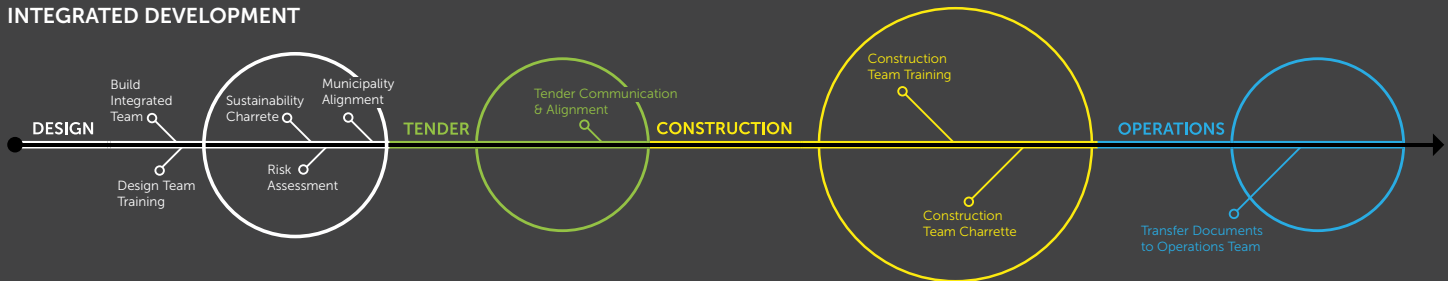 INTEGRATED DEVELOPMENT
DESIGN
Build
Integrated
Team
Design Team
Training
Sustainability
Charrete
Risk
Assessment
Municipality
Alignment
TENDER
Tender Communication
& Alignment
CONSTRUCTION
Construction
Team Training
Construction
Team Charrette
OPERATIONS
Transfer Documents
to Operations Team